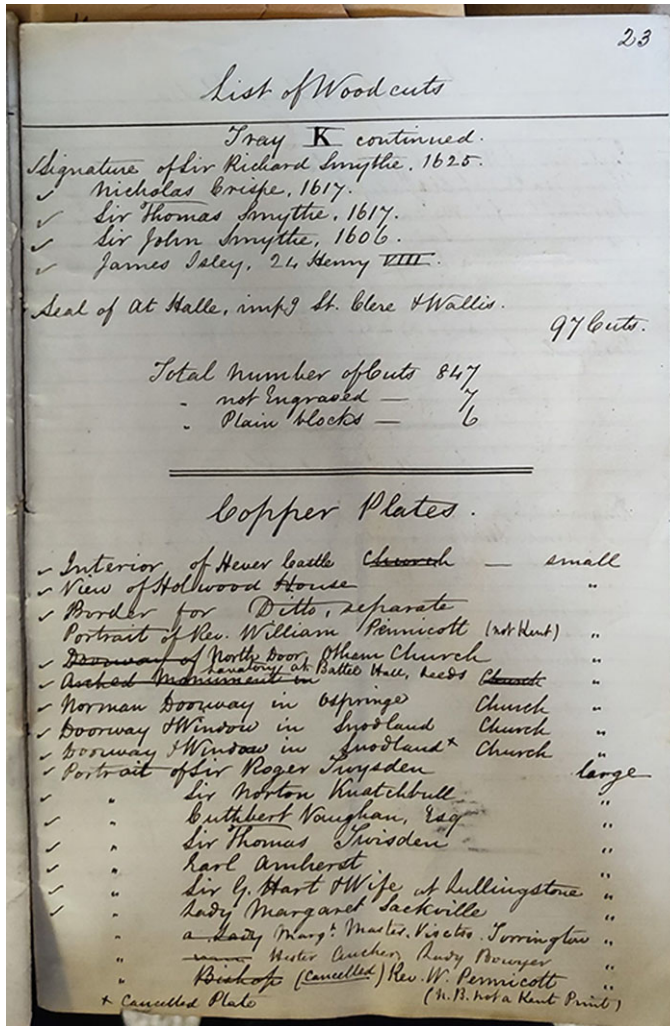 23
List of Woodcuts
Tray K continued.
✓ Signature of Sir Richard Smythe, 1625.
✓ " Nicholas Crispe, 1617.
✓ " Sir Thomas Smythe, 1617.
✓ " Sir John Smythe, 1606.
✓ " James Isley, 24 Henry VIII.
Seal of At Halle, impg St. Clere & Wallis.
97 Cuts.
Total Number of Cuts 847
" not Engraved — 7
" Plain blocks — 6
Copper Plates.
✓ Interior of Hever Castle Church — small
✓ View of Holwood House "
✓ Border for Ditto, separate
Portrait of Rev. William Pennicott (not Kent) "
✓ Doorway of North Door, Otham Church "
✓ Arched Monument in Lavatory at Battel Hall, Leeds Church "
✓ Norman Doorway in Ospringe Church "
✓ Doorway & Window in Snodland Church "
✓ Doorway & Window in Snodland + Church "
✓ Portrait of Sir Roger Twysden large
✓ " Sir Norton Knatchbull "
✓ " Cuthbert Vaughan, Esq "
✓ " Sir Thomas Twisden "
✓ " Earl Amherst "
✓ " Sir G. Hart & Wife at Lullingstone "
✓ " Lady Margaret Sackville "
" a Lady Margt. Master. Visctss. Torrington "
" Hester Aucher, Lady Bowyer "
" Bishop (cancelled) Rev. W. Pennicott "
+ Cancelled Plate (N.B. not a Kent Print)